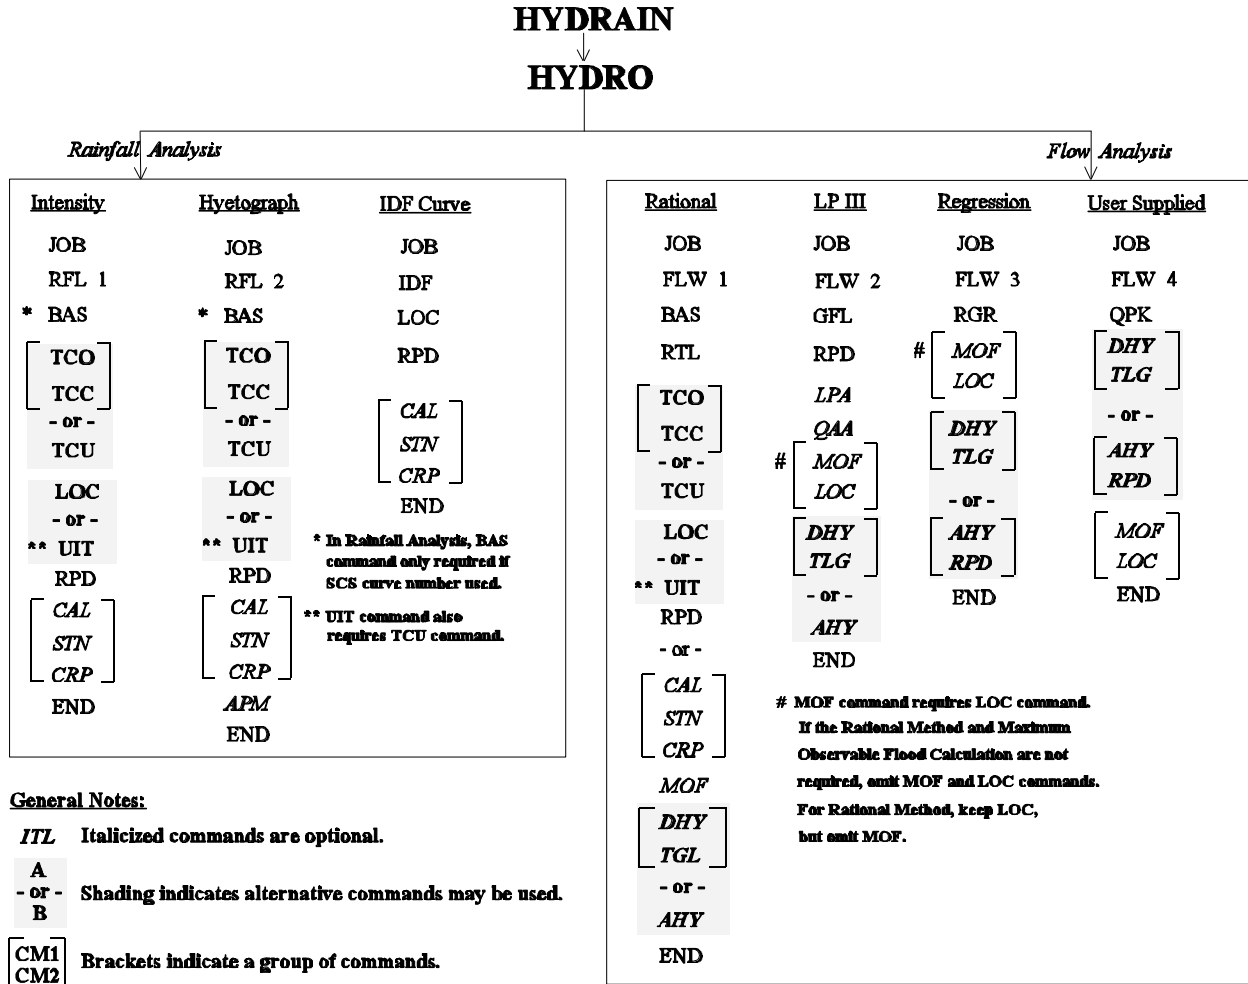 HYDRAIN
HYDRO
Rainfall Analysis
Flow Analysis
Intensity
JOB
RFL 1
* BAS
TCO
TCC
- or -
TCU
LOC
- or -
** UIT
RPD
CAL
STN
CRP
END
Hyetograph
JOB
RFL 2
* BAS
TCO
TCC
- or -
TCU
LOC
- or -
** UIT
RPD
CAL
STN
CRP
APM
END
IDF Curve
JOB
IDF
LOC
RPD
CAL
STN
CRP
END
* In Rainfall Analysis, BAS
command only required if
SCS curve number used.
** UIT command also
requires TCU command.
Rational
JOB
FLW 1
BAS
RTL
TCO
TCC
- or -
TCU
LOC
- or -
** UIT
RPD
- or -
CAL
STN
CRP
MOF
DHY
TGL
- or -
AHY
END
LP III
JOB
FLW 2
GFL
RPD
LPA
QAA
# MOF
LOC
DHY
TLG
- or -
AHY
END
Regression
JOB
FLW 3
RGR
# MOF
LOC
DHY
TLG
- or -
AHY
RPD
END
User Supplied
JOB
FLW 4
QPK
DHY
TLG
- or -
AHY
RPD
MOF
LOC
END
# MOF command requires LOC command.
If the Rational Method and Maximum
Observable Flood Calculation are not
required, omit MOF and LOC commands.
For Rational Method, keep LOC,
but omit MOF.
General Notes:
ITL Italicized commands are optional.
A
- or - Shading indicates alternative commands may be used.
B
CM1
CM2 Brackets indicate a group of commands.